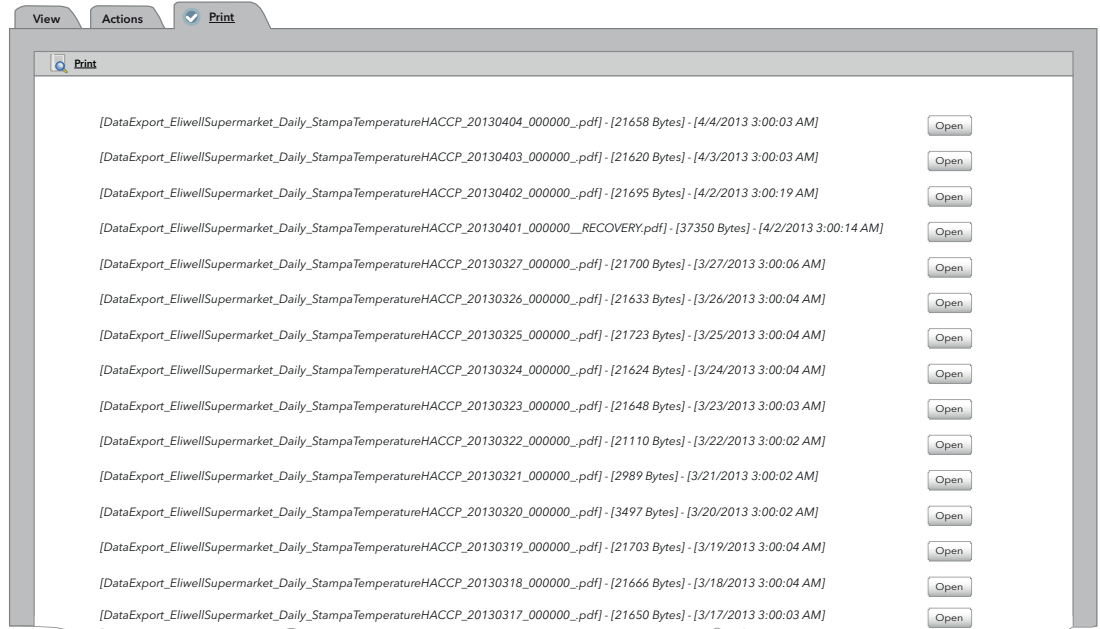 View Actions Print
Print
[DataExport_EliwellSupermarket_Daily_StampaTemperatureHACCP_20130404_000000_.pdf] - [21658 Bytes] - [4/4/2013 3:00:03 AM] Open
[DataExport_EliwellSupermarket_Daily_StampaTemperatureHACCP_20130403_000000_.pdf] - [21620 Bytes] - [4/3/2013 3:00:03 AM] Open
[DataExport_EliwellSupermarket_Daily_StampaTemperatureHACCP_20130402_000000_.pdf] - [21695 Bytes] - [4/2/2013 3:00:19 AM] Open
[DataExport_EliwellSupermarket_Daily_StampaTemperatureHACCP_20130401_000000__RECOVERY.pdf] - [37350 Bytes] - [4/2/2013 3:00:14 AM] Open
[DataExport_EliwellSupermarket_Daily_StampaTemperatureHACCP_20130327_000000_.pdf] - [21700 Bytes] - [3/27/2013 3:00:06 AM] Open
[DataExport_EliwellSupermarket_Daily_StampaTemperatureHACCP_20130326_000000_.pdf] - [21633 Bytes] - [3/26/2013 3:00:04 AM] Open
[DataExport_EliwellSupermarket_Daily_StampaTemperatureHACCP_20130325_000000_.pdf] - [21723 Bytes] - [3/25/2013 3:00:04 AM] Open
[DataExport_EliwellSupermarket_Daily_StampaTemperatureHACCP_20130324_000000_.pdf] - [21624 Bytes] - [3/24/2013 3:00:04 AM] Open
[DataExport_EliwellSupermarket_Daily_StampaTemperatureHACCP_20130323_000000_.pdf] - [21648 Bytes] - [3/23/2013 3:00:03 AM] Open
[DataExport_EliwellSupermarket_Daily_StampaTemperatureHACCP_20130322_000000_.pdf] - [21110 Bytes] - [3/22/2013 3:00:02 AM] Open
[DataExport_EliwellSupermarket_Daily_StampaTemperatureHACCP_20130321_000000_.pdf] - [2989 Bytes] - [3/21/2013 3:00:02 AM] Open
[DataExport_EliwellSupermarket_Daily_StampaTemperatureHACCP_20130320_000000_.pdf] - [3497 Bytes] - [3/20/2013 3:00:02 AM] Open
[DataExport_EliwellSupermarket_Daily_StampaTemperatureHACCP_20130319_000000_.pdf] - [21703 Bytes] - [3/19/2013 3:00:04 AM] Open
[DataExport_EliwellSupermarket_Daily_StampaTemperatureHACCP_20130318_000000_.pdf] - [21666 Bytes] - [3/18/2013 3:00:04 AM] Open
[DataExport_EliwellSupermarket_Daily_StampaTemperatureHACCP_20130317_000000_.pdf] - [21650 Bytes] - [3/17/2013 3:00:03 AM] Open